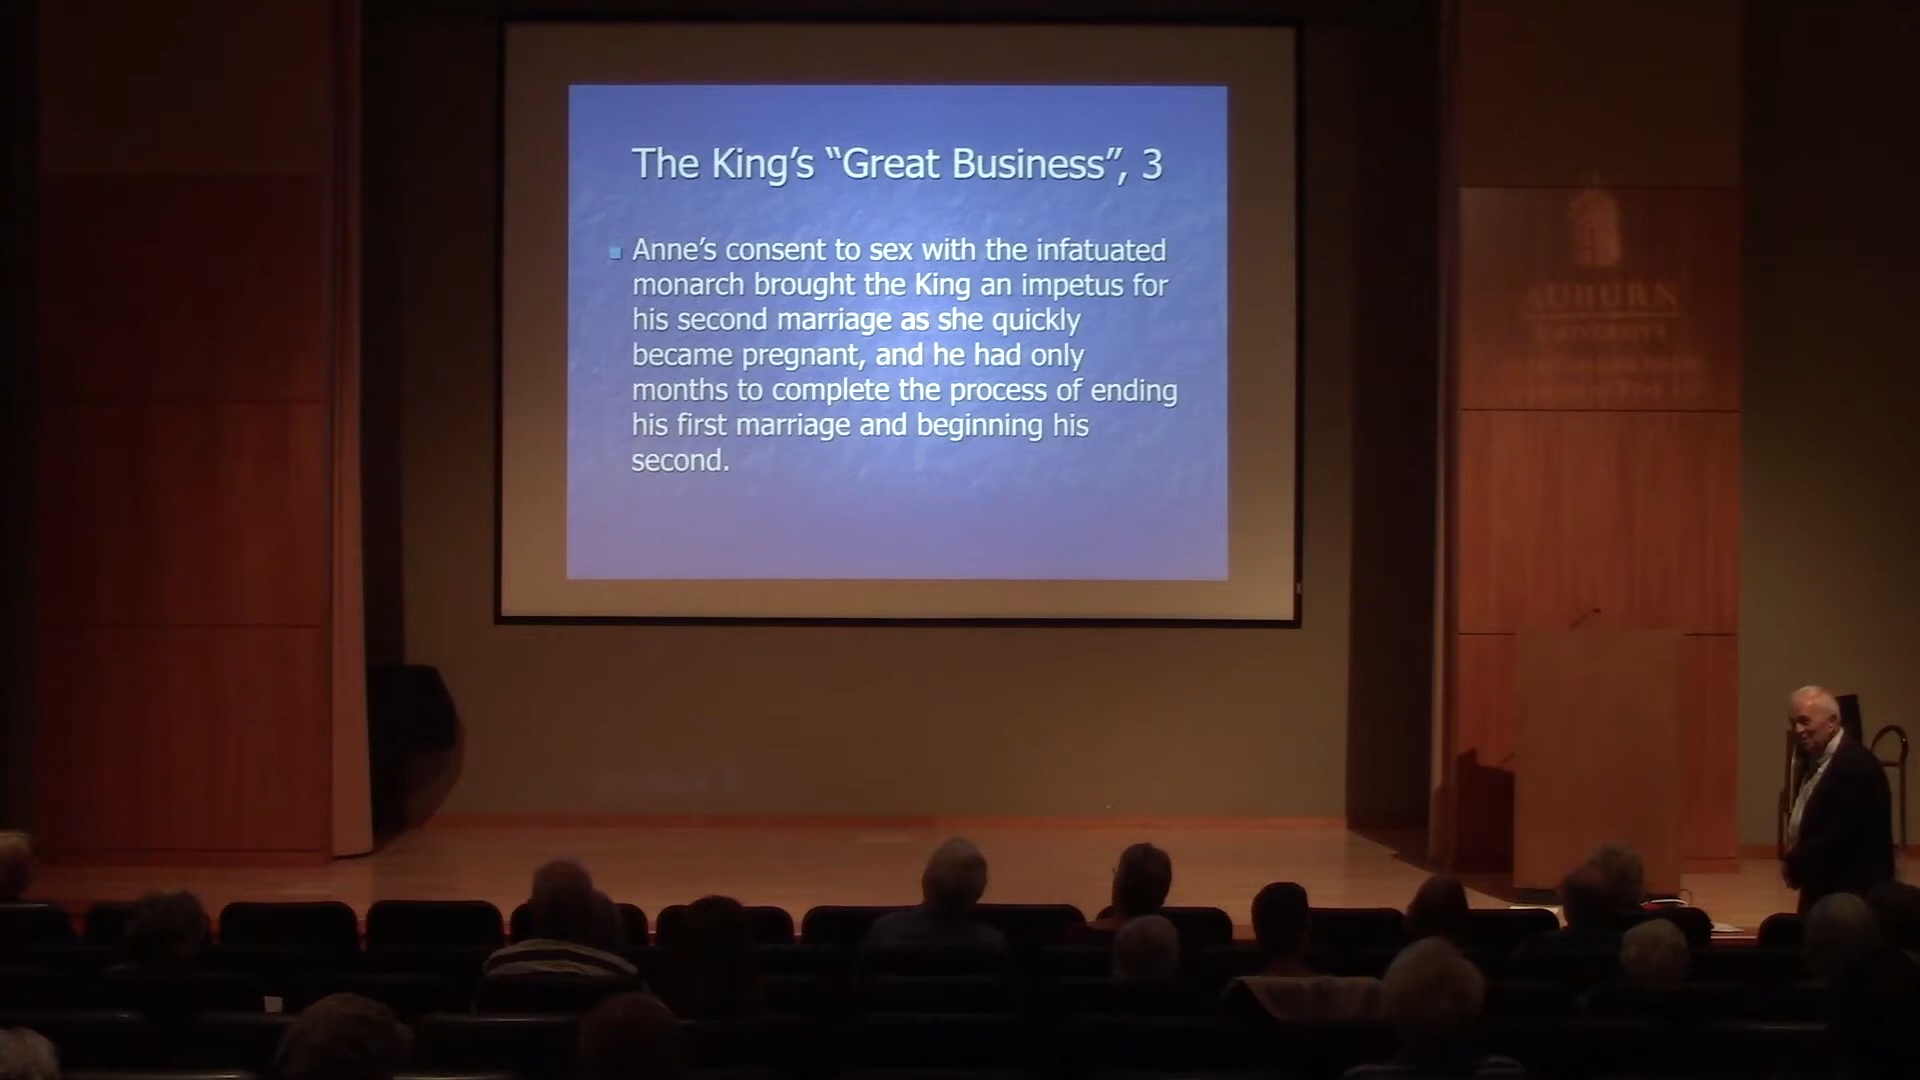 The King's “Great Business”, 3
Anne's consent to sex with the infatuated
monarch brought the King an impetus for
his second marriage as she quickly
became pregnant, and he had only
months to complete the process of ending
his first marriage and beginning his
second.
AUBURN
UNIVERSITY